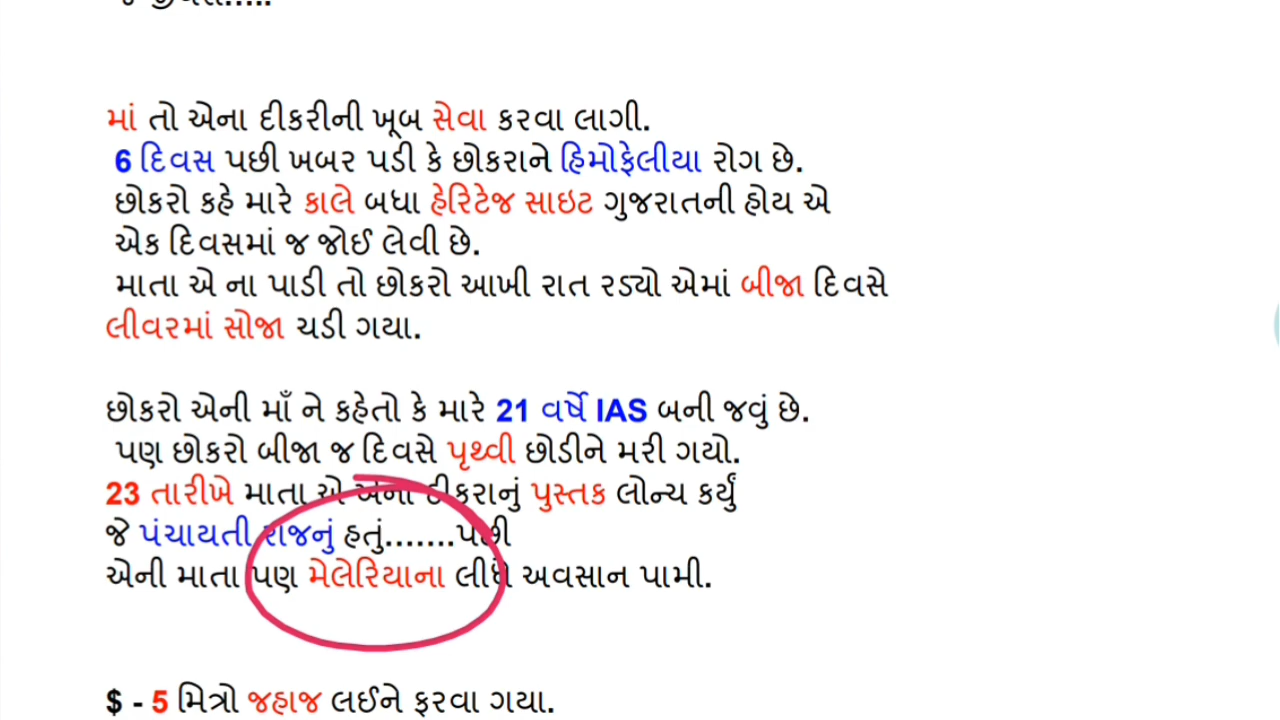 માં તો એના દીકરીની ખૂબ સેવા કરવા લાગી.
6 દિવસ પછી ખબર પડી કે છોકરાને હિમોફેલીયા રોગ છે.
છોકરો કહે મારે કાલે બધા હેરિટેજ સાઇટ ગુજરાતની હોય એ
એક દિવસમાં જ જોઈ લેવી છે.
માતા એ ના પાડી તો છોકરો આખી રાત રડ્યો એમાં બીજા દિવસે
લીવરમાં સોજા ચડી ગયા.
છોકરો એની માઁ ને કહેતો કે મારે 21 વર્ષે IAS બની જવું છે.
પણ છોકરો બીજા જ દિવસે પૃથ્વી છોડીને મરી ગયો.
23 તારીખે માતા એ એના દીકરાનું પુસ્તક લોન્ચ કર્યું
જે પંચાયતી રાજનું હતું.......પછી
એની માતા પણ મેલેરિયાના લીધે અવસાન પામી.
$ - 5 મિત્રો જહાજ લઈને ફરવા ગયા.